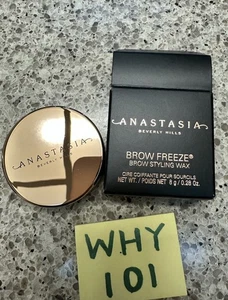 ANASTASIA
BEVERLY HILLS
ANASTASIA
BEVERLY HILLS
BROW FREEZE®
BROW STYLING WAX
CIRE COIFFANTE POUR SOURCILS
NET WT. / POIDS NET 8 g / 0.28 Oz.
WHY
101